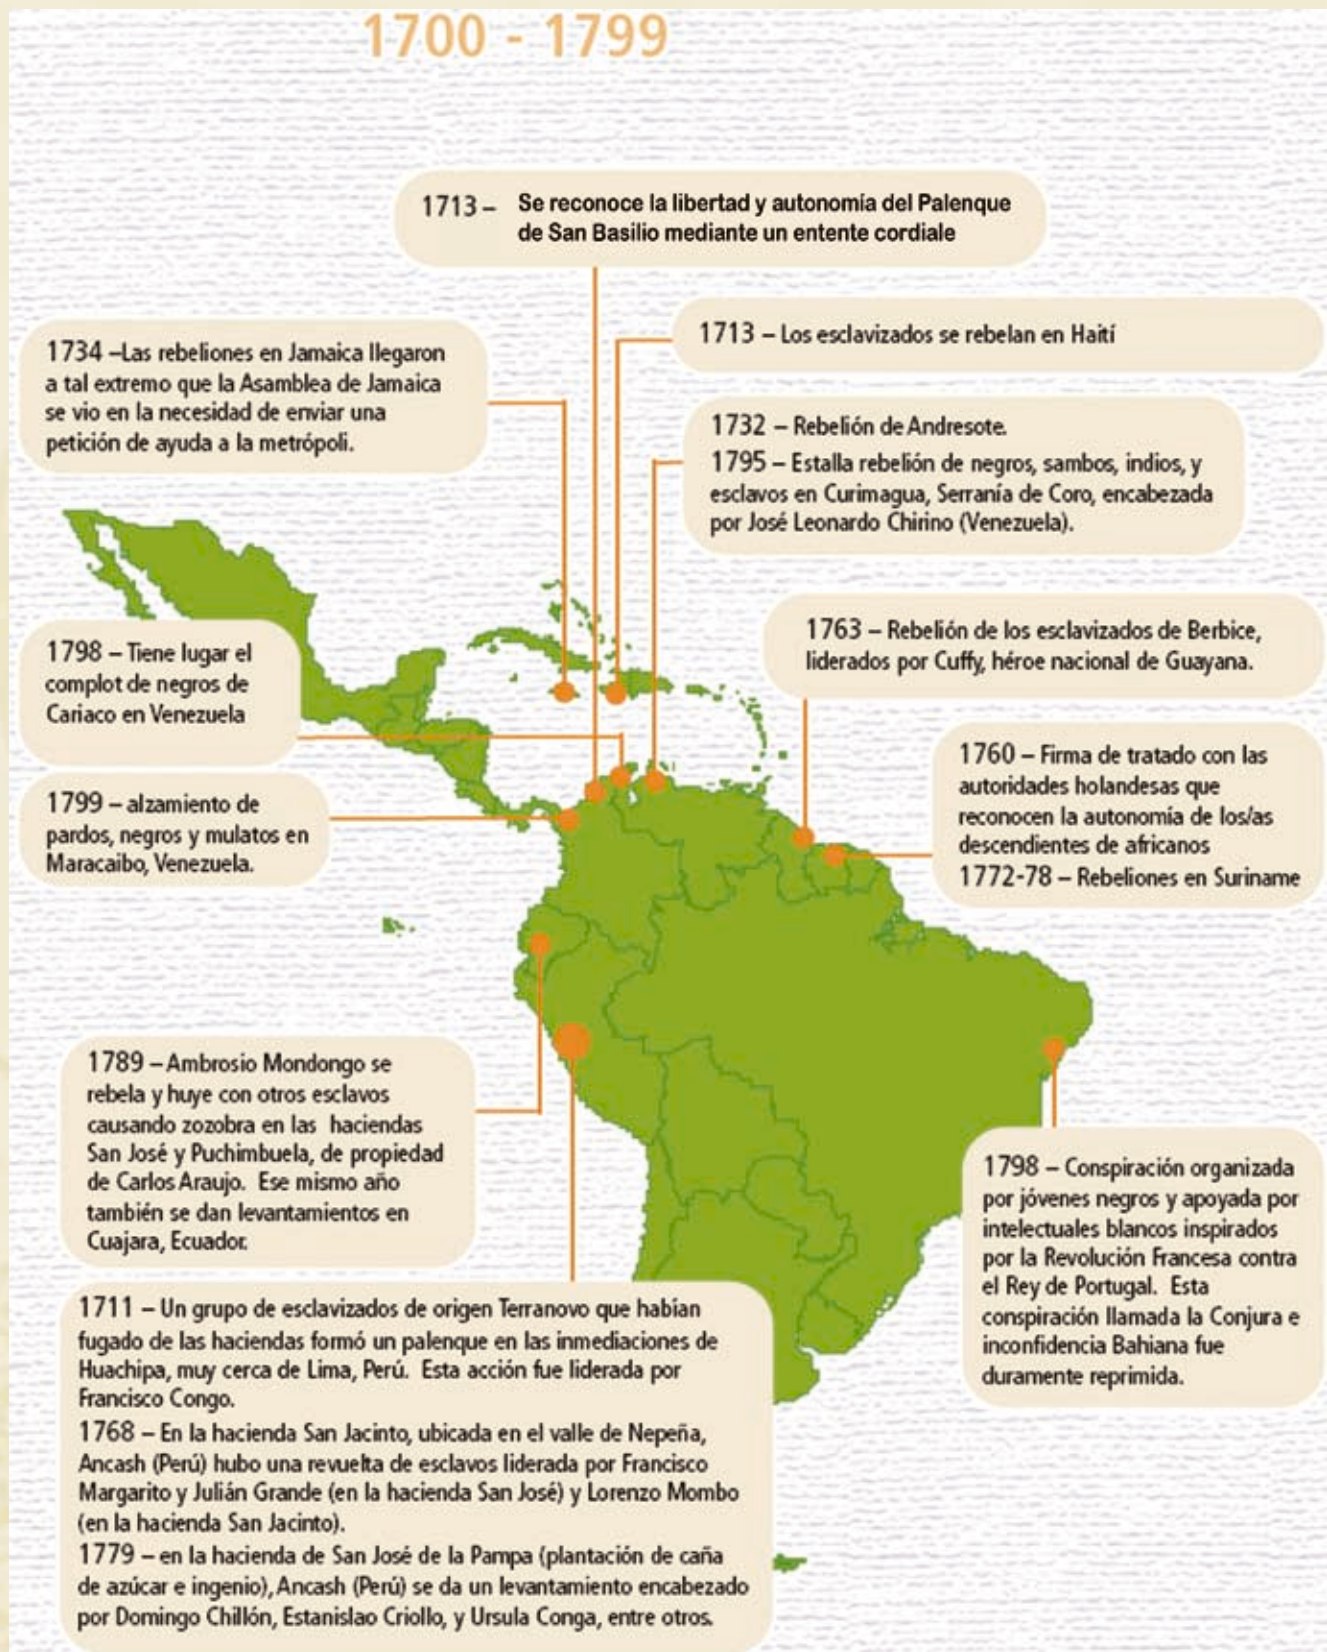 1700 - 1799
1713 – Se reconoce la libertad y autonomía del Palenque
de San Basilio mediante un entente cordiale
1713 – Los esclavizados se rebelan en Haití
1734 –Las rebeliones en Jamaica llegaron
a tal extremo que la Asamblea de Jamaica
se vio en la necesidad de enviar una
petición de ayuda a la metrópoli.
1732 – Rebelión de Andresote.
1795 – Estalla rebelión de negros, sambos, indios, y
esclavos en Curimagua, Serranía de Coro, encabezada
por José Leonardo Chirino (Venezuela).
1798 – Tiene lugar el
complot de negros de
Cariaco en Venezuela
1763 – Rebelión de los esclavizados de Berbice,
liderados por Cuffy, héroe nacional de Guayana.
1799 – alzamiento de
pardos, negros y mulatos en
Maracaibo, Venezuela.
1760 – Firma de tratado con las
autoridades holandesas que
reconocen la autonomía de los/as
descendientes de africanos
1772-78 – Rebeliones en Suriname
1789 – Ambrosio Mondongo se
rebela y huye con otros esclavos
causando zozobra en las haciendas
San José y Puchimbuela, de propiedad
de Carlos Araujo. Ese mismo año
también se dan levantamientos en
Cuajara, Ecuador.
1798 – Conspiración organizada
por jóvenes negros y apoyada por
intelectuales blancos inspirados
por la Revolución Francesa contra
el Rey de Portugal. Esta
conspiración llamada la Conjura e
inconfidencia Bahiana fue
duramente reprimida.
1711 – Un grupo de esclavizados de origen Terranovo que habían
fugado de las haciendas formó un palenque en las inmediaciones de
Huachipa, muy cerca de Lima, Perú. Esta acción fue liderada por
Francisco Congo.
1768 – En la hacienda San Jacinto, ubicada en el valle de Nepeña,
Ancash (Perú) hubo una revuelta de esclavos liderada por Francisco
Margarito y Julián Grande (en la hacienda San José) y Lorenzo Mombo
(en la hacienda San Jacinto).
1779 – en la hacienda de San José de la Pampa (plantación de caña
de azúcar e ingenio), Ancash (Perú) se da un levantamiento encabezado
por Domingo Chillón, Estanislao Criollo, y Ursula Conga, entre otros.